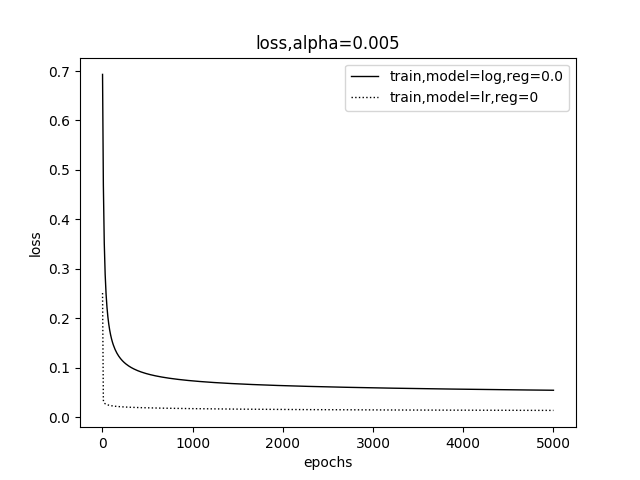 loss,alpha=0.005
train,model=log,reg=0.0
train,model=lr,reg=0
0.7
0.6
0.5
0.4
0.3
0.2
0.1
0.0
loss
0 1000 2000 3000 4000 5000
epochs